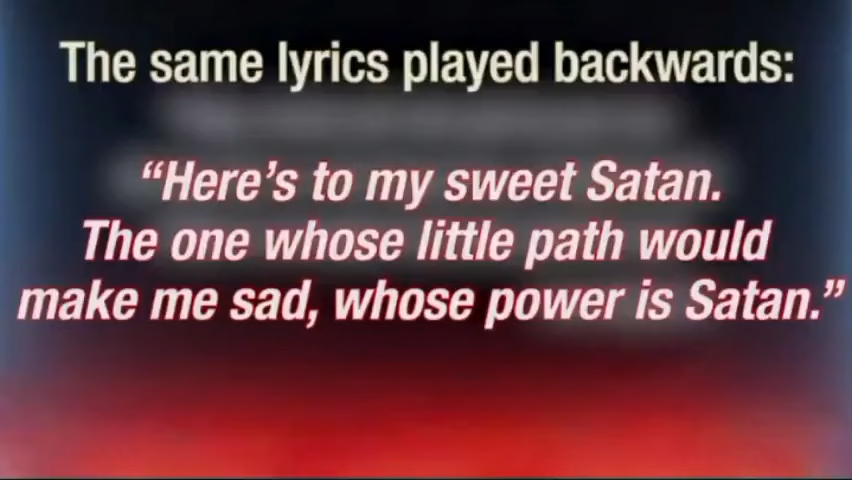 The same lyrics played backwards:
“Here’s to my sweet Satan.
The one whose little path would
make me sad, whose power is Satan.”